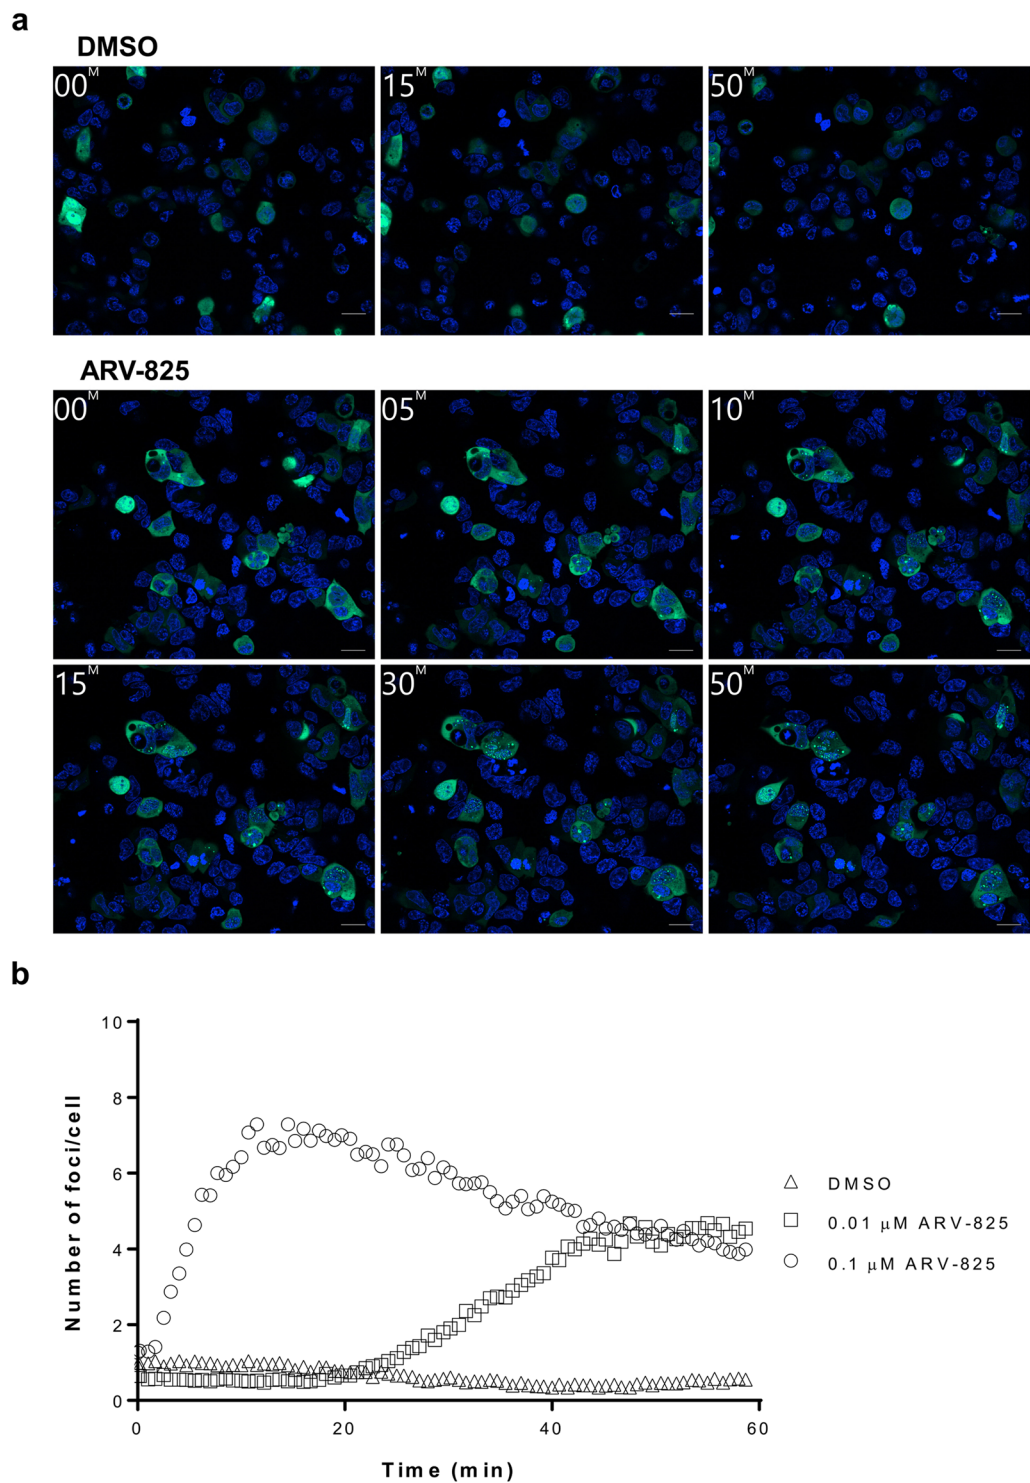 a
DMSO
00M 15M 50M
ARV-825
00M 05M 10M
15M 30M 50M
b
Number of foci/cell
10
8
6
4
2
0
0 20 40 60
Time (min)
DMSO
0.01 μM ARV-825
0.1 μM ARV-825